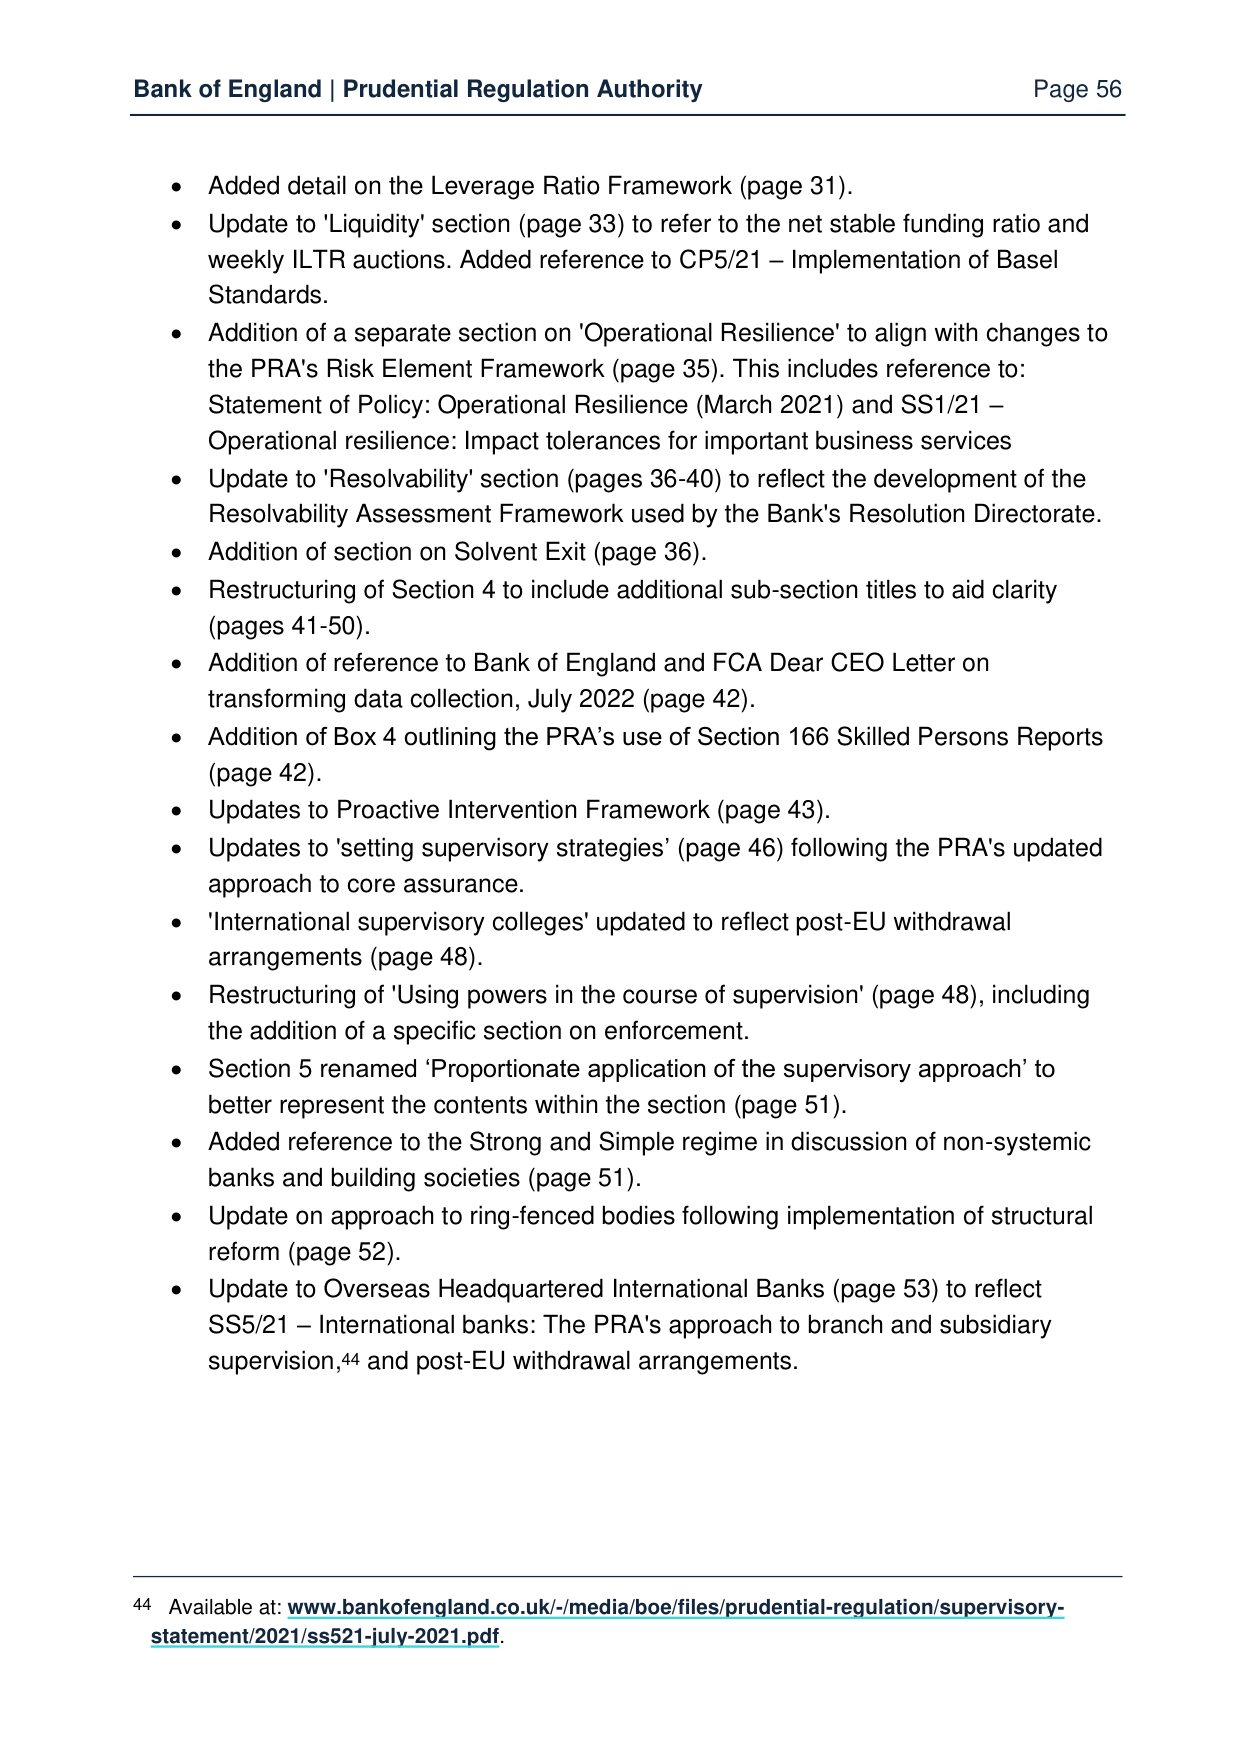 Bank of England | Prudential Regulation Authority Page 56
• Added detail on the Leverage Ratio Framework (page 31).
• Update to 'Liquidity' section (page 33) to refer to the net stable funding ratio and
weekly ILTR auctions. Added reference to CP5/21 – Implementation of Basel
Standards.
• Addition of a separate section on 'Operational Resilience' to align with changes to
the PRA's Risk Element Framework (page 35). This includes reference to:
Statement of Policy: Operational Resilience (March 2021) and SS1/21 –
Operational resilience: Impact tolerances for important business services
• Update to 'Resolvability' section (pages 36-40) to reflect the development of the
Resolvability Assessment Framework used by the Bank's Resolution Directorate.
• Addition of section on Solvent Exit (page 36).
• Restructuring of Section 4 to include additional sub-section titles to aid clarity
(pages 41-50).
• Addition of reference to Bank of England and FCA Dear CEO Letter on
transforming data collection, July 2022 (page 42).
• Addition of Box 4 outlining the PRA’s use of Section 166 Skilled Persons Reports
(page 42).
• Updates to Proactive Intervention Framework (page 43).
• Updates to 'setting supervisory strategies’ (page 46) following the PRA's updated
approach to core assurance.
• 'International supervisory colleges' updated to reflect post-EU withdrawal
arrangements (page 48).
• Restructuring of 'Using powers in the course of supervision' (page 48), including
the addition of a specific section on enforcement.
• Section 5 renamed ‘Proportionate application of the supervisory approach’ to
better represent the contents within the section (page 51).
• Added reference to the Strong and Simple regime in discussion of non-systemic
banks and building societies (page 51).
• Update on approach to ring-fenced bodies following implementation of structural
reform (page 52).
• Update to Overseas Headquartered International Banks (page 53) to reflect
SS5/21 – International banks: The PRA's approach to branch and subsidiary
supervision,44 and post-EU withdrawal arrangements.
44 Available at: www.bankofengland.co.uk/-/media/boe/files/prudential-regulation/supervisory-
statement/2021/ss521-july-2021.pdf.